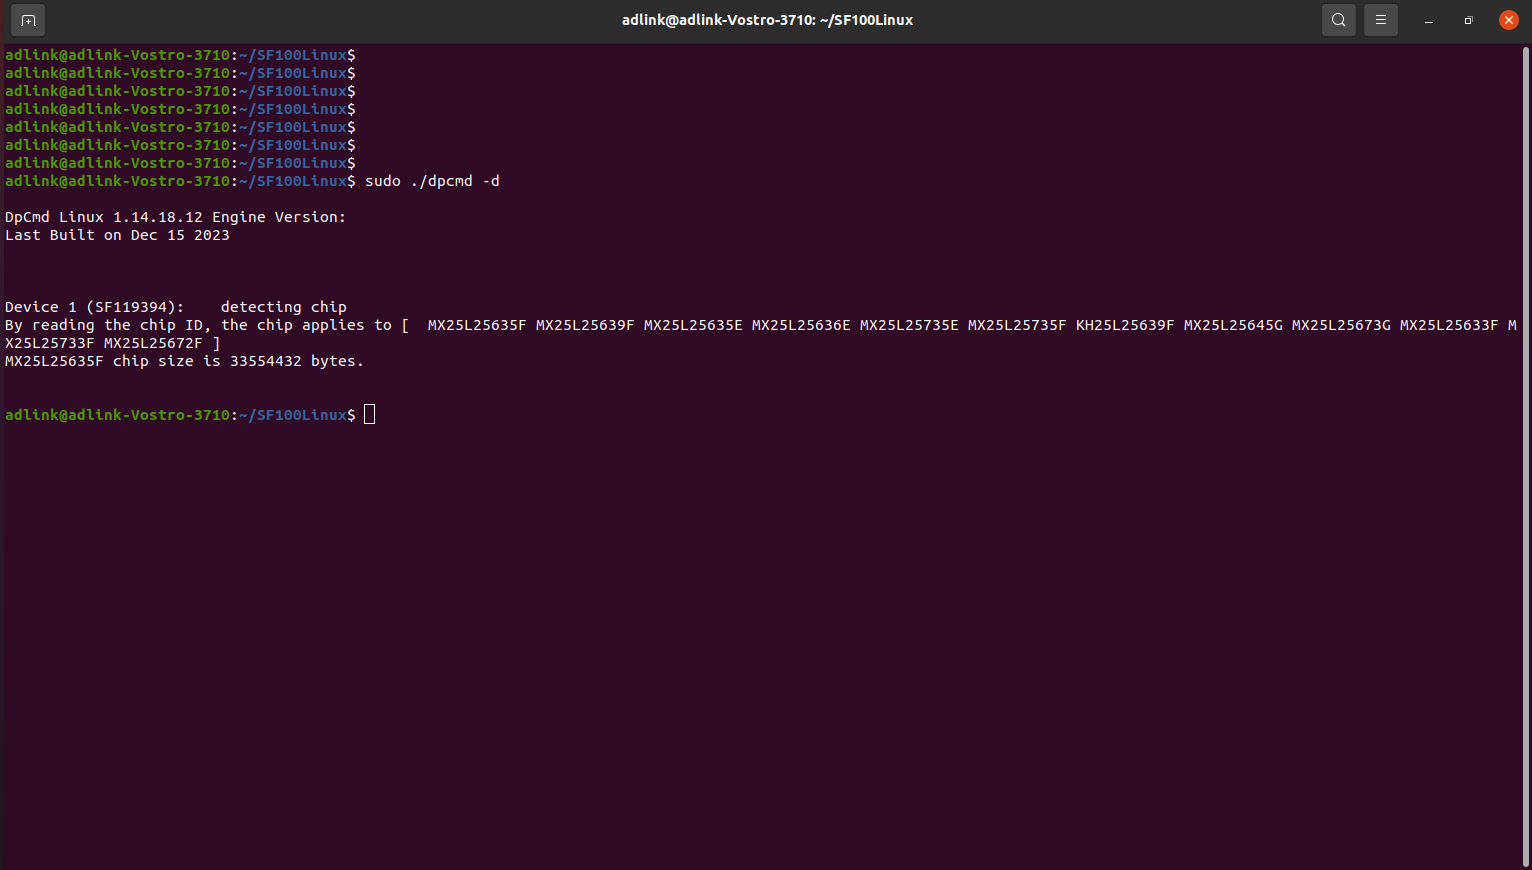 adlink@adlink-Vostro-3710: ~/SF100Linux
adlink@adlink-Vostro-3710:~/SF100Linux$
adlink@adlink-Vostro-3710:~/SF100Linux$
adlink@adlink-Vostro-3710:~/SF100Linux$
adlink@adlink-Vostro-3710:~/SF100Linux$
adlink@adlink-Vostro-3710:~/SF100Linux$
adlink@adlink-Vostro-3710:~/SF100Linux$
adlink@adlink-Vostro-3710:~/SF100Linux$
adlink@adlink-Vostro-3710:~/SF100Linux$ sudo ./dpcmd -d
DpCmd Linux 1.14.18.12 Engine Version:
Last Built on Dec 15 2023
Device 1 (SF119394):    detecting chip
By reading the chip ID, the chip applies to [  MX25L25635F MX25L25639F MX25L25635E MX25L25636E MX25L25735E MX25L25735F KH25L25639F MX25L25645G MX25L25673G MX25L25633F M
X25L25733F MX25L25672F ]
MX25L25635F chip size is 33554432 bytes.
adlink@adlink-Vostro-3710:~/SF100Linux$